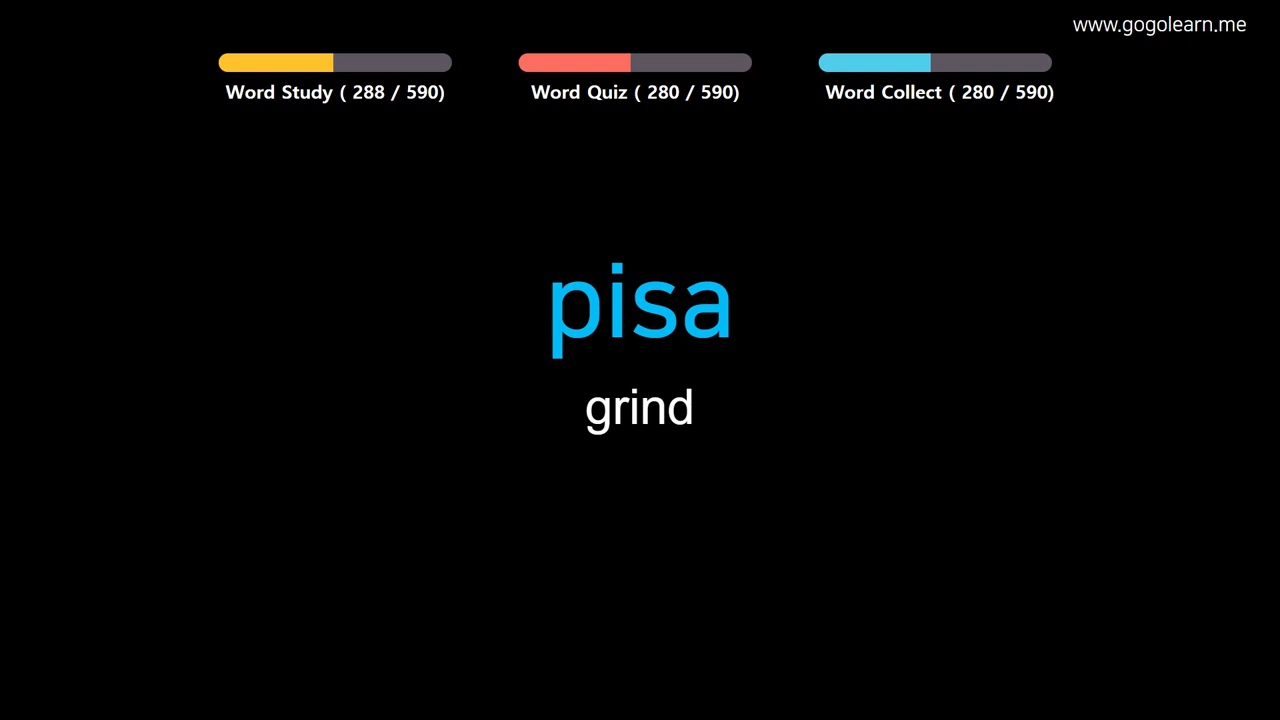 www.gogolearn.me
Word Study ( 288 / 590)
Word Quiz ( 280 / 590)
Word Collect ( 280 / 590)
pisa
grind